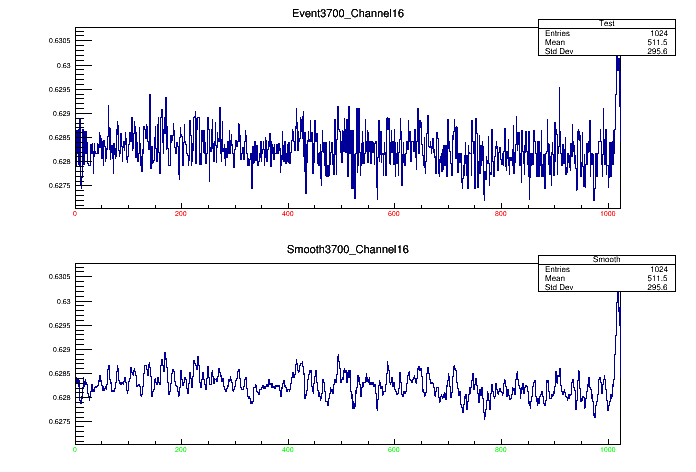 Event3700_Channel16
Test
Entries 1024
Mean 511.5
Std Dev 295.6
0.6305
0.63
0.6295
0.629
0.6285
0.628
0.6275
0 200 400 600 800 1000
Smooth3700_Channel16
Smooth
Entries 1024
Mean 511.5
Std Dev 295.6
0.6305
0.63
0.6295
0.629
0.6285
0.628
0.6275
0 200 400 600 800 1000